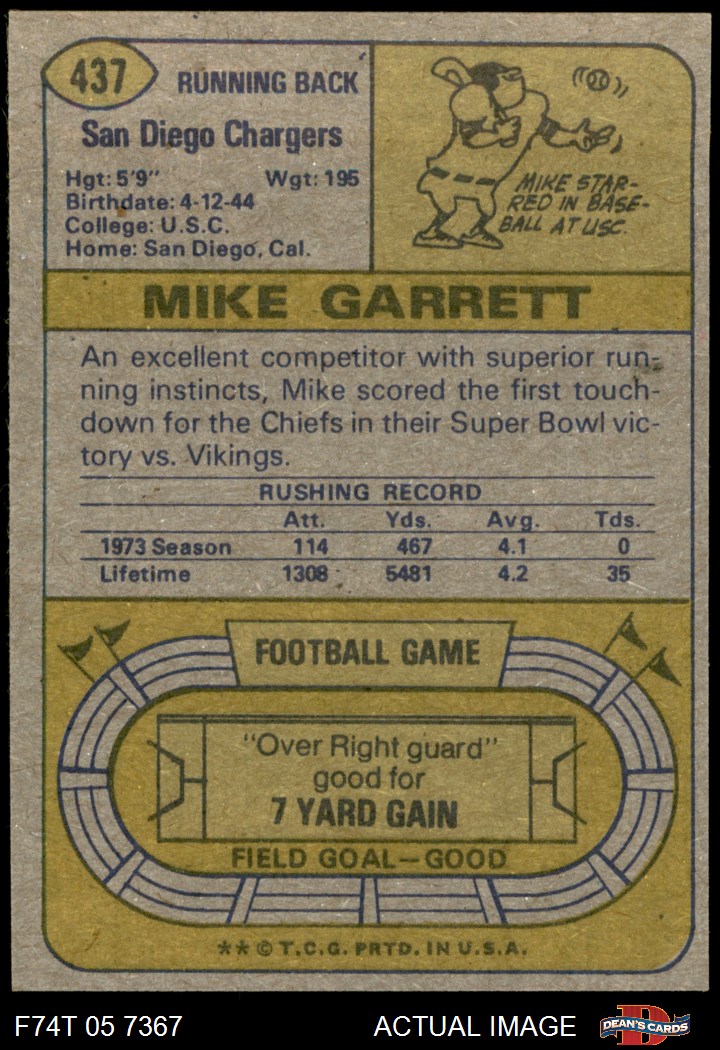 437
RUNNING BACK
San Diego Chargers
Hgt: 5'9" Wgt: 195
Birthdate: 4-12-44
College: U.S.C.
Home: San Diego, Cal.
MIKE STAR-
RED IN BASE-
BALL AT USC.
MIKE GARRETT
An excellent competitor with superior run-
ning instincts, Mike scored the first touch-
down for the Chiefs in their Super Bowl vic-
tory vs. Vikings.
RUSHING RECORD
Att. Yds. Avg. Tds.
1973 Season 114 467 4.1 0
Lifetime 1308 5481 4.2 35
FOOTBALL GAME
"Over Right guard"
good for
7 YARD GAIN
FIELD GOAL—GOOD
** © T.C.G. PRTD. IN U.S.A.
F74T 05 7367 ACTUAL IMAGE
D
DEAN'S CARDS